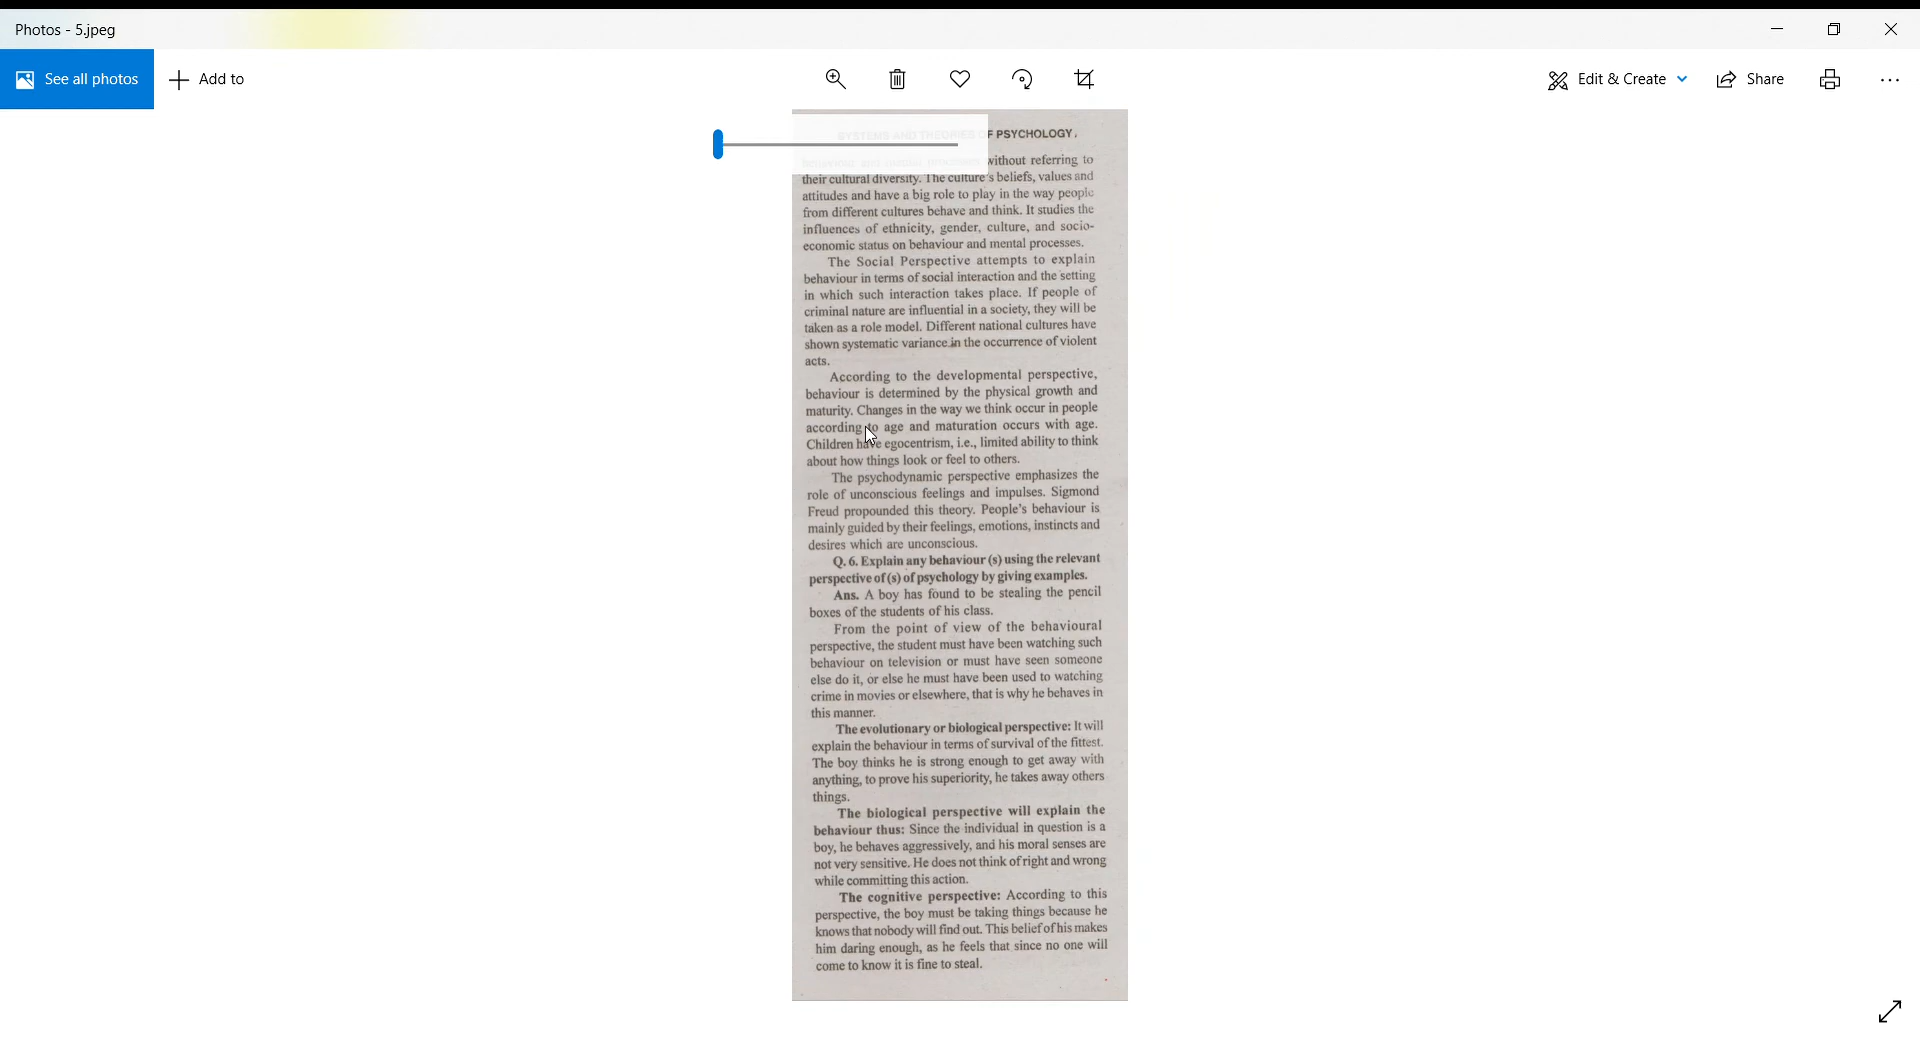 Photos - 5.jpeg
See all photos
Add to
Edit & Create
Share
SYSTEMS AND THEORIES OF PSYCHOLOGY.
without referring to
their cultural diversity. The culture's beliefs, values and
attitudes and have a big role to play in the way people
from different cultures behave and think. It studies the
influences of ethnicity, gender, culture, and socio-
economic status on behaviour and mental processes.
The Social Perspective attempts to explain
behaviour in terms of social interaction and the setting
in which such interaction takes place. If people of
criminal nature are influential in a society, they will be
taken as a role model. Different national cultures have
shown systematic variance in the occurrence of violent
acts.
According to the developmental perspective,
behaviour is determined by the physical growth and
maturity. Changes in the way we think occur in people
according to age and maturation occurs with age.
Children have egocentrism, i.e., limited ability to think
about how things look or feel to others.
The psychodynamic perspective emphasizes the
role of unconscious feelings and impulses. Sigmond
Freud propounded this theory. People's behaviour is
mainly guided by their feelings, emotions, instincts and
desires which are unconscious.
Q. 6. Explain any behaviour (s) using the relevant
perspective of (s) of psychology by giving examples.
Ans. A boy has found to be stealing the pencil
boxes of the students of his class.
From the point of view of the behavioural
perspective, the student must have been watching such
behaviour on television or must have seen someone
else do it, or else he must have been used to watching
crime in movies or elsewhere, that is why he behaves in
this manner.
The evolutionary or biological perspective: It will
explain the behaviour in terms of survival of the fittest.
The boy thinks he is strong enough to get away with
anything, to prove his superiority, he takes away others
things.
The biological perspective will explain the
behaviour thus: Since the individual in question is a
boy, he behaves aggressively, and his moral senses are
not very sensitive. He does not think of right and wrong
while committing this action.
The cognitive perspective: According to this
perspective, the boy must be taking things because he
knows that nobody will find out. This belief of his makes
him daring enough, as he feels that since no one will
come to know it is fine to steal.